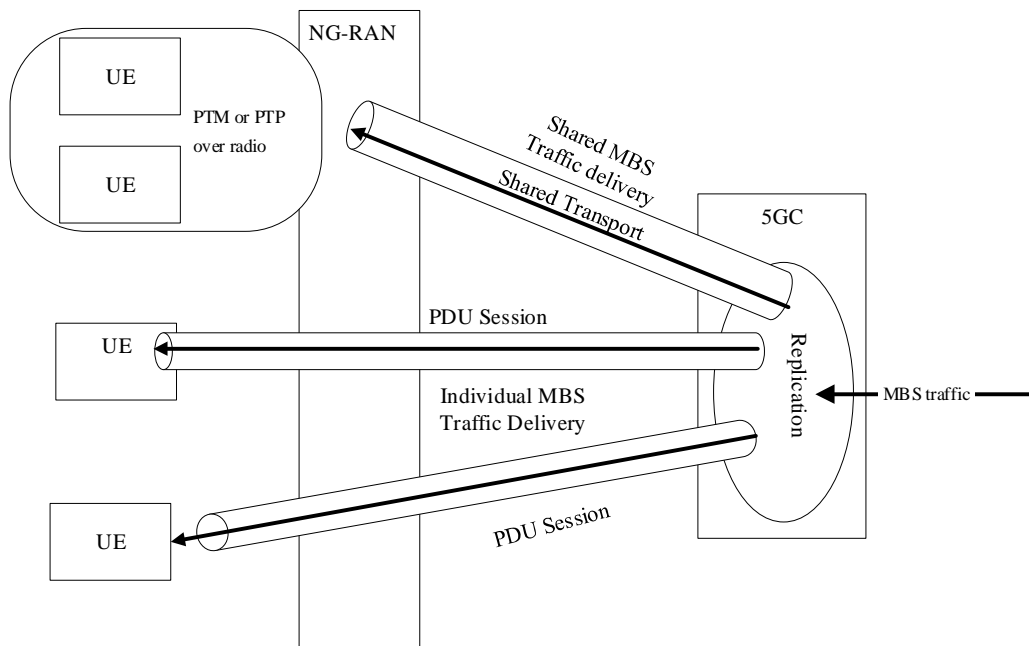 NG-RAN
UE
PTM or PTP
over radio
UE
Shared MBS
Traffic delivery
Shared Transport
5GC
PDU Session
UE
Replication
MBS traffic
Individual MBS
Traffic Delivery
PDU Session
UE